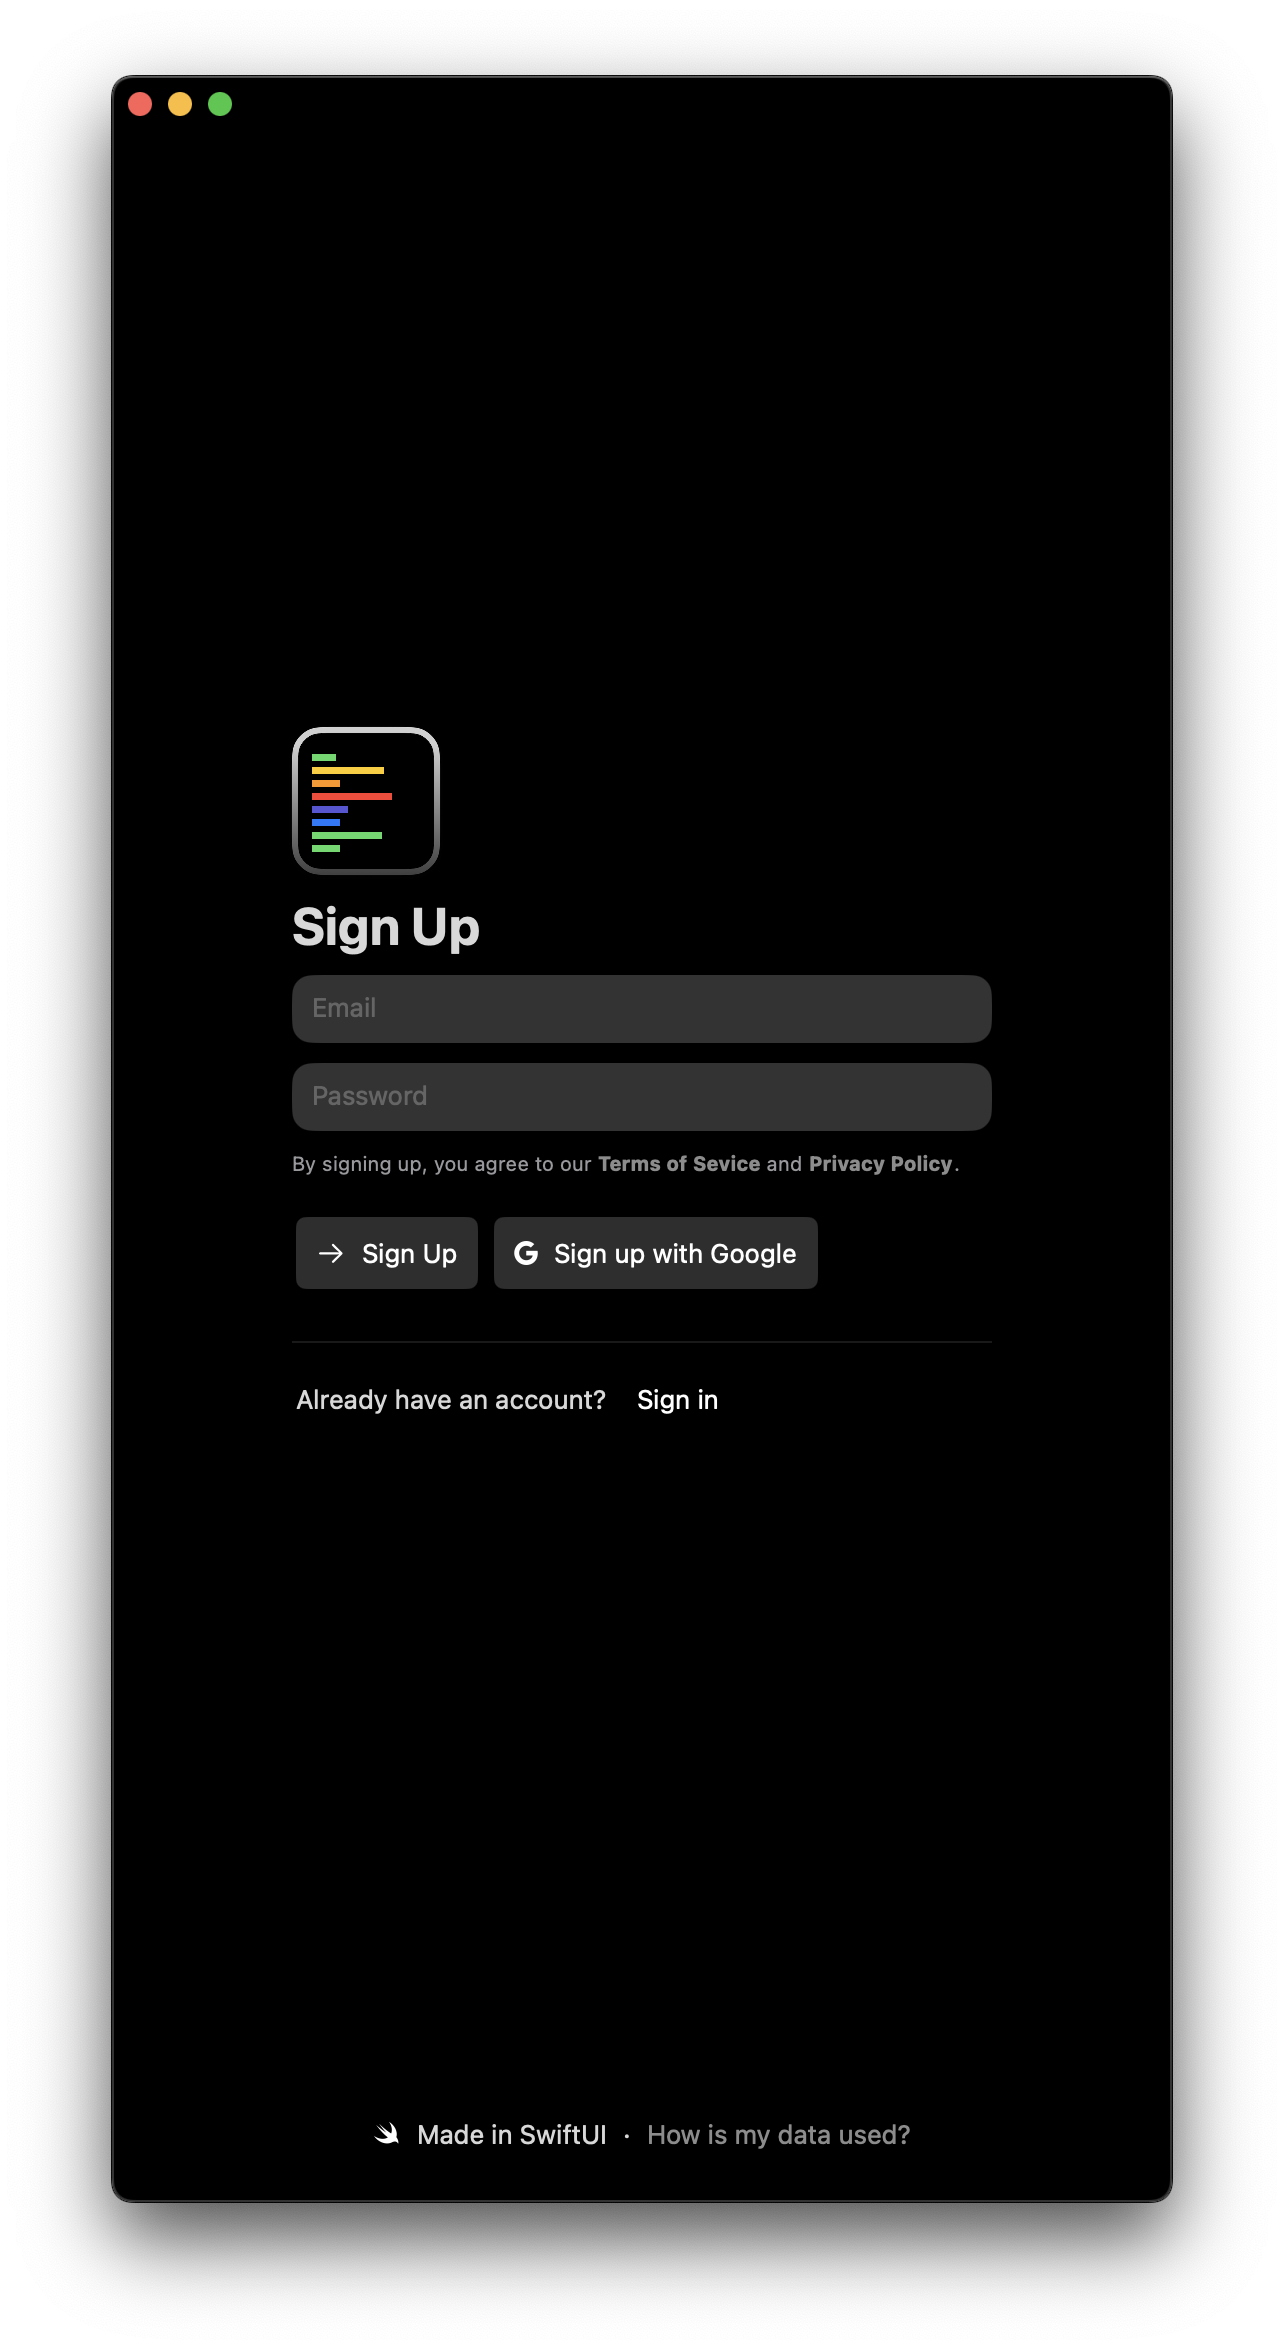 Sign Up
Email
Password
By signing up, you agree to our Terms of Sevice and Privacy Policy.
Sign Up
Sign up with Google
Already have an account? Sign in
Made in SwiftUI · How is my data used?